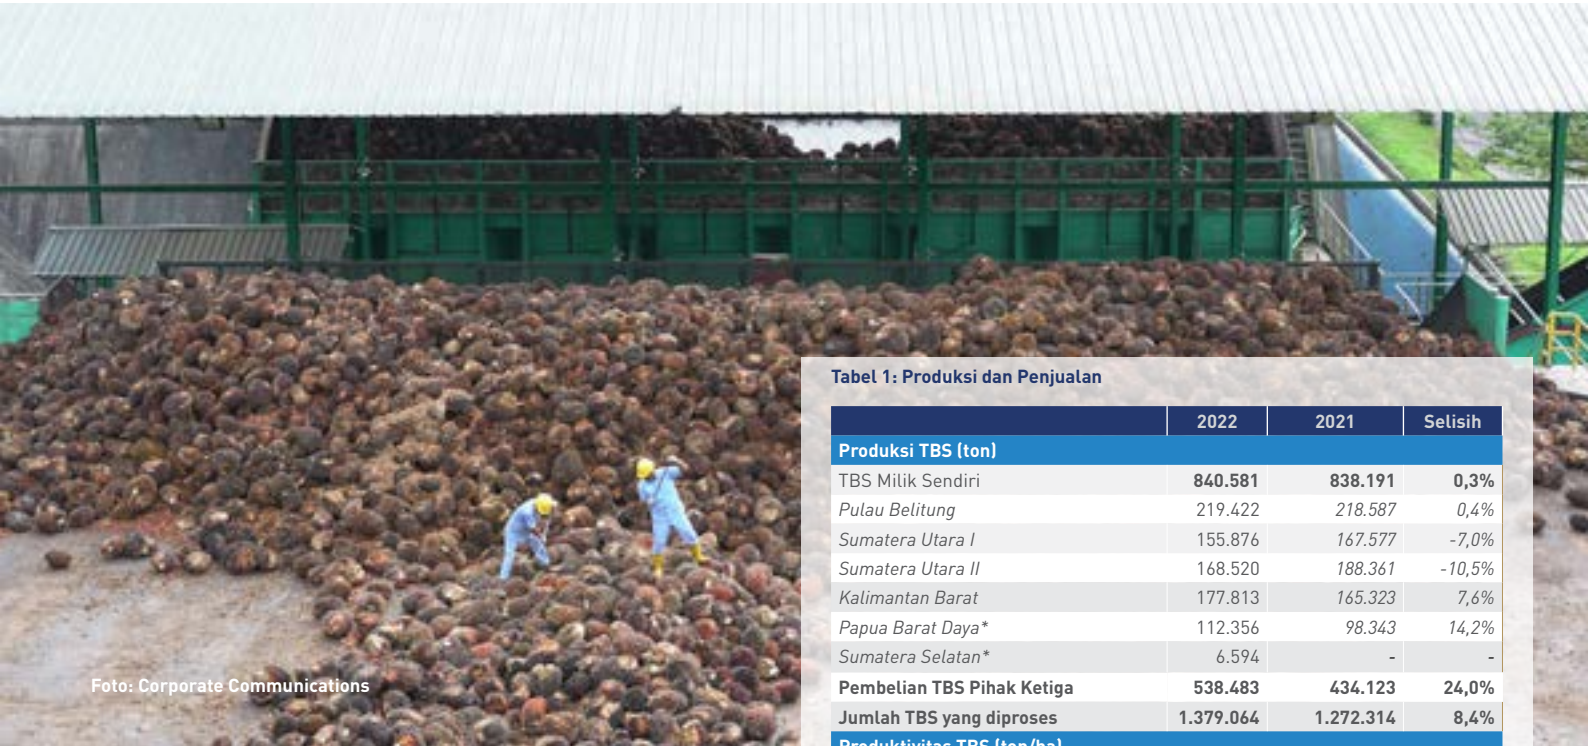 Tabel 1: Produksi dan Penjualan
2022 2021 Selisih
Produksi TBS (ton)
TBS Milik Sendiri 840.581 838.191 0,3%
Pulau Belitung 219.422 218.587 0,4%
Sumatera Utara I 155.876 167.577 -7,0%
Sumatera Utara II 168.520 188.361 -10,5%
Kalimantan Barat 177.813 165.323 7,6%
Papua Barat Daya* 112.356 98.343 14,2%
Sumatera Selatan* 6.594 - -
Pembelian TBS Pihak Ketiga 538.483 434.123 24,0%
Jumlah TBS yang diproses 1.379.064 1.272.314 8,4%
Produktivitas TBS (ton/ha)
Foto: Corporate Communications